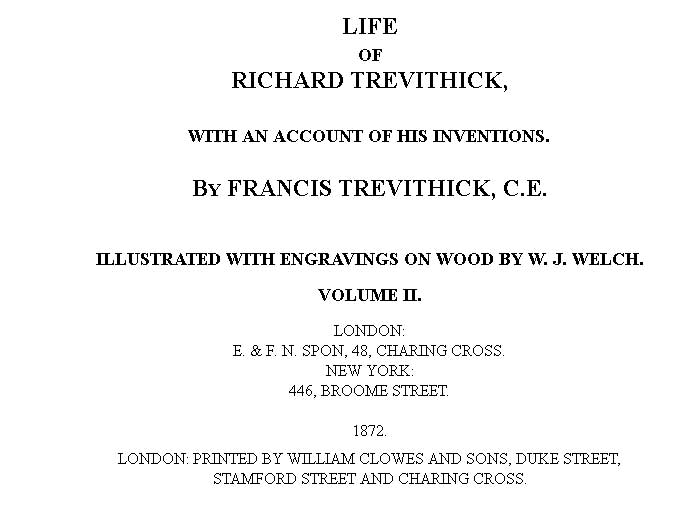 LIFE
OF
RICHARD TREVITHICK,
WITH AN ACCOUNT OF HIS INVENTIONS.
By FRANCIS TREVITHICK, C.E.
ILLUSTRATED WITH ENGRAVINGS ON WOOD BY W. J. WELCH.
VOLUME II.
LONDON:
E. & F. N. SPON, 48, CHARING CROSS.
NEW YORK:
446, BROOME STREET.
1872.
LONDON: PRINTED BY WILLIAM CLOWES AND SONS, DUKE STREET,
STAMFORD STREET AND CHARING CROSS.